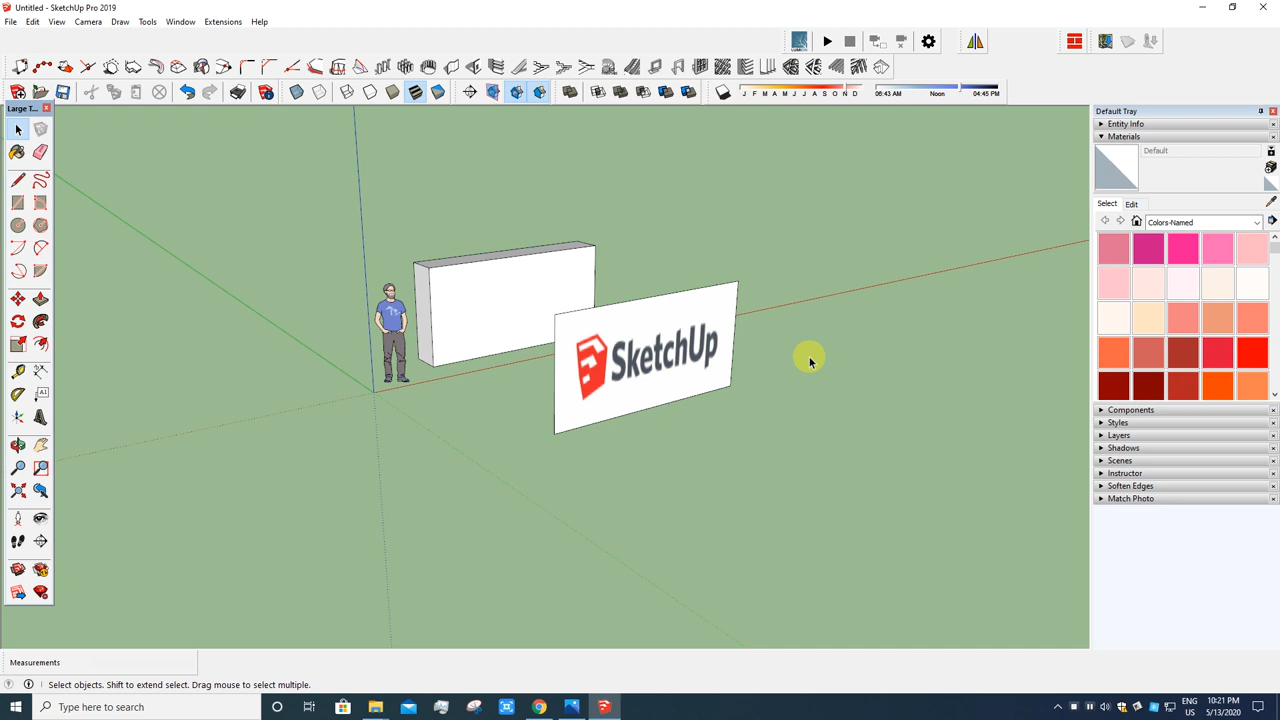 Untitled - SketchUp Pro 2019
File Edit View Camera Draw Tools Window Extensions Help
LUMION
J F M A M J J A S O N D 06:43 AM Noon 04:45 PM
Large T...
Default Tray
Entity Info
Materials
Default
Select Edit
Colors-Named
SketchUp
Components
Styles
Layers
Shadows
Scenes
Instructor
Soften Edges
Match Photo
Measurements
Select objects. Shift to extend select. Drag mouse to select multiple.
Type here to search
ENG
US
10:21 PM
5/13/2020